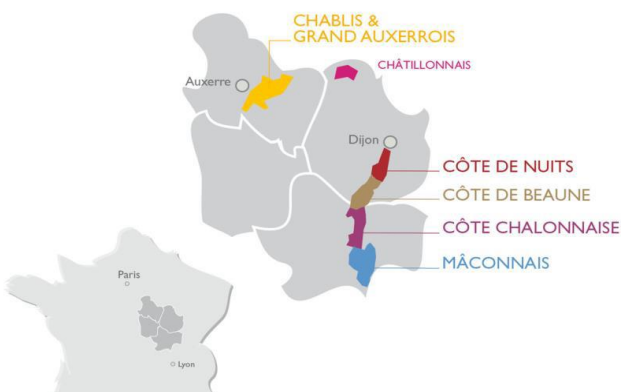 CHABLIS &
GRAND AUXERROIS
CHÂTILLONNAIS
Auxerre
Dijon
CÔTE DE NUITS
CÔTE DE BEAUNE
CÔTE CHALONNAISE
MÂCONNAIS
Paris
Lyon